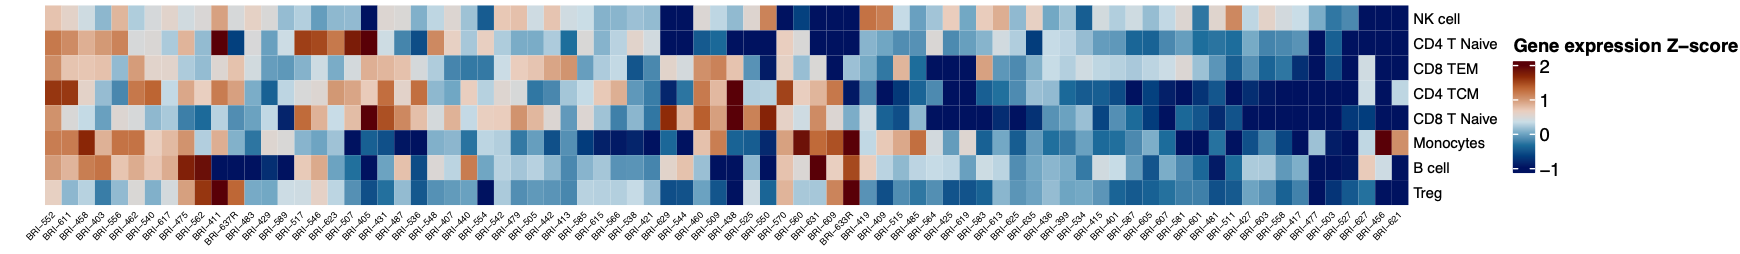 NK cell
CD4 T Naive
CD8 TEM
CD4 TCM
CD8 T Naive
Monocytes
B cell
Treg
Gene expression Z−score
2
1
0
−1
BRI−552
BRI−611
BRI−458
BRI−403
BRI−556
BRI−462
BRI−540
BRI−617
BRI−475
BRI−562
BRI−411
BRI−637R
BRI−483
BRI−429
BRI−589
BRI−517
BRI−546
BRI−623
BRI−507
BRI−405
BRI−431
BRI−487
BRI−536
BRI−548
BRI−407
BRI−440
BRI−554
BRI−542
BRI−479
BRI−505
BRI−442
BRI−413
BRI−585
BRI−615
BRI−566
BRI−538
BRI−421
BRI−629
BRI−544
BRI−460
BRI−509
BRI−438
BRI−525
BRI−550
BRI−570
BRI−560
BRI−631
BRI−609
BRI−633R
BRI−419
BRI−409
BRI−515
BRI−485
BRI−564
BRI−425
BRI−519
BRI−583
BRI−613
BRI−625
BRI−635
BRI−436
BRI−399
BRI−534
BRI−415
BRI−401
BRI−587
BRI−605
BRI−607
BRI−581
BRI−601
BRI−481
BRI−511
BRI−427
BRI−603
BRI−558
BRI−417
BRI−477
BRI−503
BRI−527
BRI−627
BRI−456
BRI−621